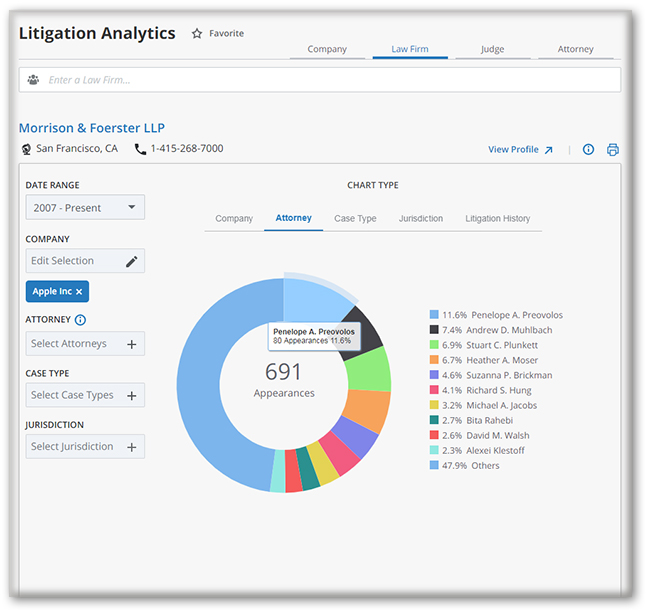 Litigation Analytics Favorite
Company Law Firm Judge Attorney
Enter a Law Firm...
Morrison & Foerster LLP
San Francisco, CA 1-415-268-7000 View Profile
DATE RANGE
2007 - Present
COMPANY
Edit Selection
Apple Inc ×
ATTORNEY
Select Attorneys +
CASE TYPE
Select Case Types +
JURISDICTION
Select Jurisdiction +
CHART TYPE
Company Attorney Case Type Jurisdiction Litigation History
Penelope A. Preovolos
80 Appearances 11.6%
691
Appearances
11.6% Penelope A. Preovolos
7.4% Andrew D. Muhlbach
6.9% Stuart C. Plunkett
6.7% Heather A. Moser
4.6% Suzanna P. Brickman
4.1% Richard S. Hung
3.2% Michael A. Jacobs
2.7% Bita Rahebi
2.6% David M. Walsh
2.3% Alexei Klestoff
47.9% Others